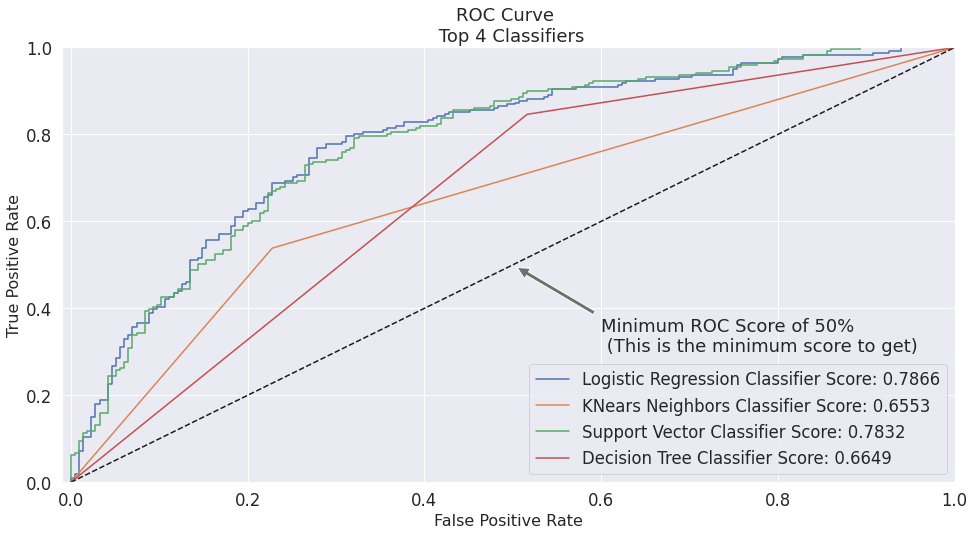 ROC Curve
Top 4 Classifiers
1.0
0.8
0.6
0.4
0.2
0.0
True Positive Rate
Minimum ROC Score of 50%
(This is the minimum score to get)
Logistic Regression Classifier Score: 0.7866
KNears Neighbors Classifier Score: 0.6553
Support Vector Classifier Score: 0.7832
Decision Tree Classifier Score: 0.6649
0.0 0.2 0.4 0.6 0.8 1.0
False Positive Rate